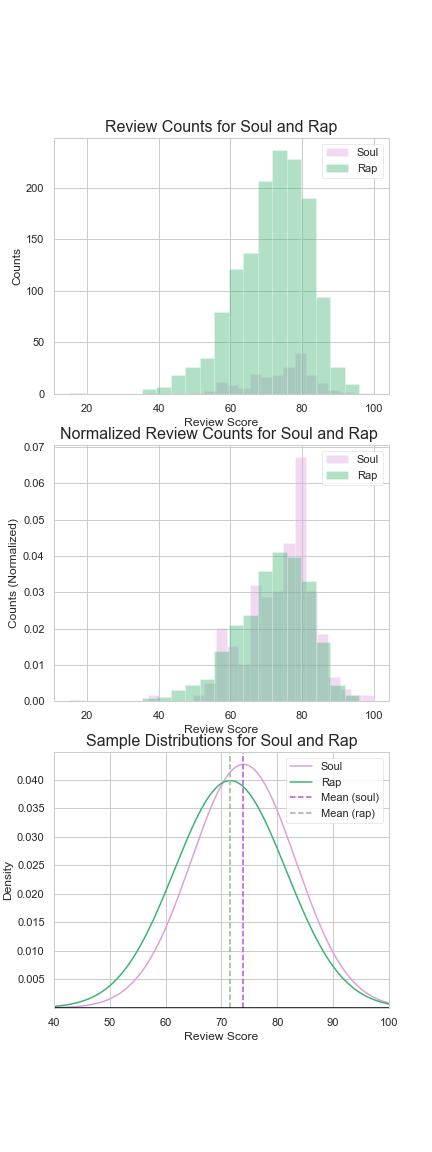 Review Counts for Soul and Rap
Soul
Rap
200
150
100
50
0
Counts
20 40 60 80 100
Review Score
Normalized Review Counts for Soul and Rap
Soul
Rap
0.07
0.06
0.05
0.04
0.03
0.02
0.01
0.00
Counts (Normalized)
20 40 60 80 100
Review Score
Sample Distributions for Soul and Rap
Soul
Rap
Mean (soul)
Mean (rap)
0.040
0.035
0.030
0.025
0.020
0.015
0.010
0.005
Density
40 50 60 70 80 90 100
Review Score